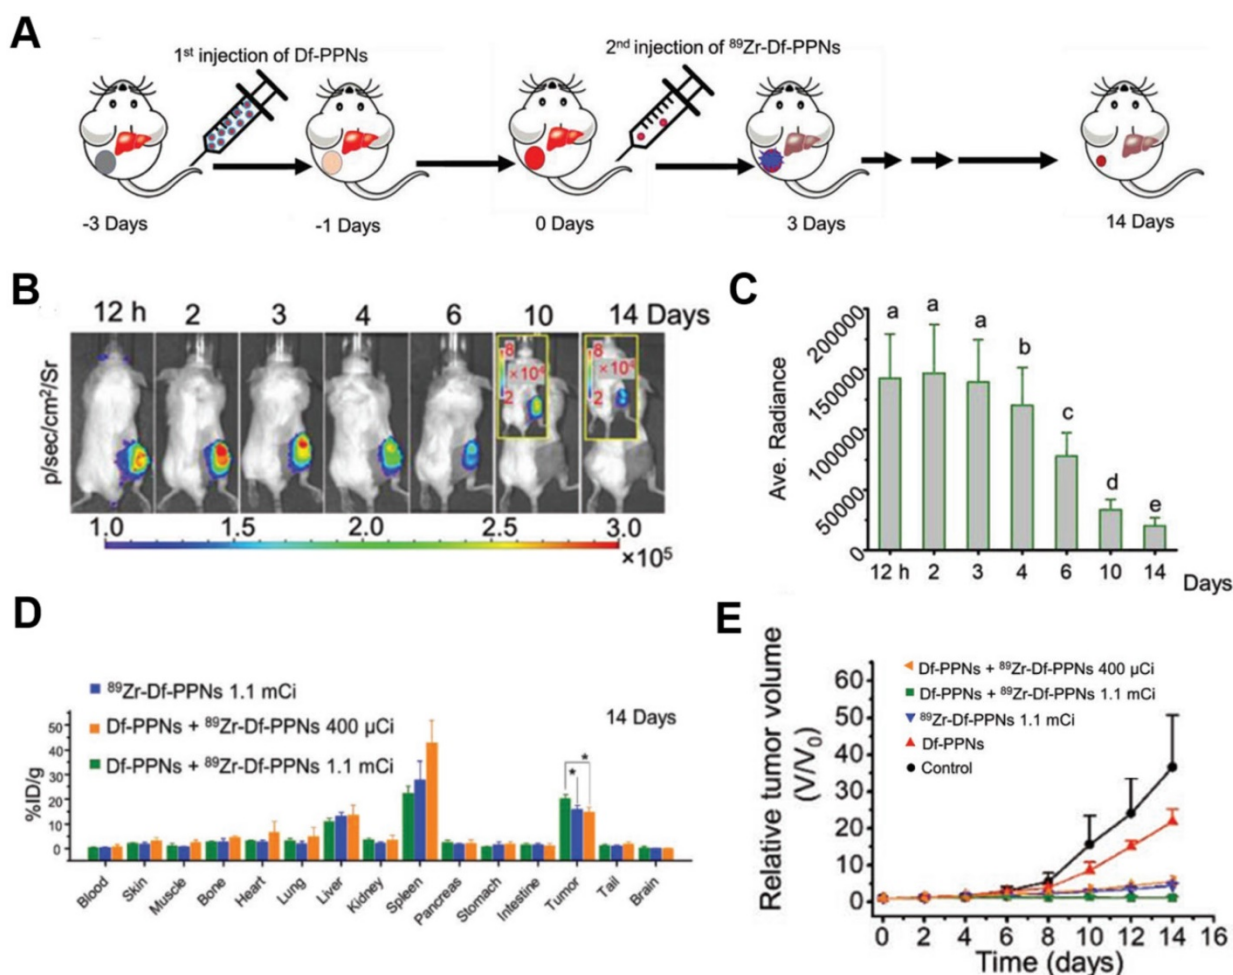 A
1st injection of Df-PPNs
2nd injection of 89Zr-Df-PPNs
-3 Days
-1 Days
0 Days
3 Days
14 Days
B
12 h 2 3 4 6 10 14 Days
p/sec/cm²/Sr
8
×10⁴
2
8
×10⁴
2
1.0 1.5 2.0 2.5 3.0
×10⁵
C
Ave. Radiance
200000
150000
100000
50000
0
a a a b c d e
12 h 2 3 4 6 10 14 Days
D
89Zr-Df-PPNs 1.1 mCi
Df-PPNs + 89Zr-Df-PPNs 400 µCi
Df-PPNs + 89Zr-Df-PPNs 1.1 mCi
14 Days
%ID/g
50
40
30
20
10
0
* *
Blood Skin Muscle Bone Heart Lung Liver Kidney Spleen Pancreas Stomach Intestine Tumor Tail Brain
E
Relative tumor volume
(V/V₀)
60
50
40
30
20
10
0
Df-PPNs + 89Zr-Df-PPNs 400 µCi
Df-PPNs + 89Zr-Df-PPNs 1.1 mCi
89Zr-Df-PPNs 1.1 mCi
Df-PPNs
Control
0 2 4 6 8 10 12 14 16
Time (days)